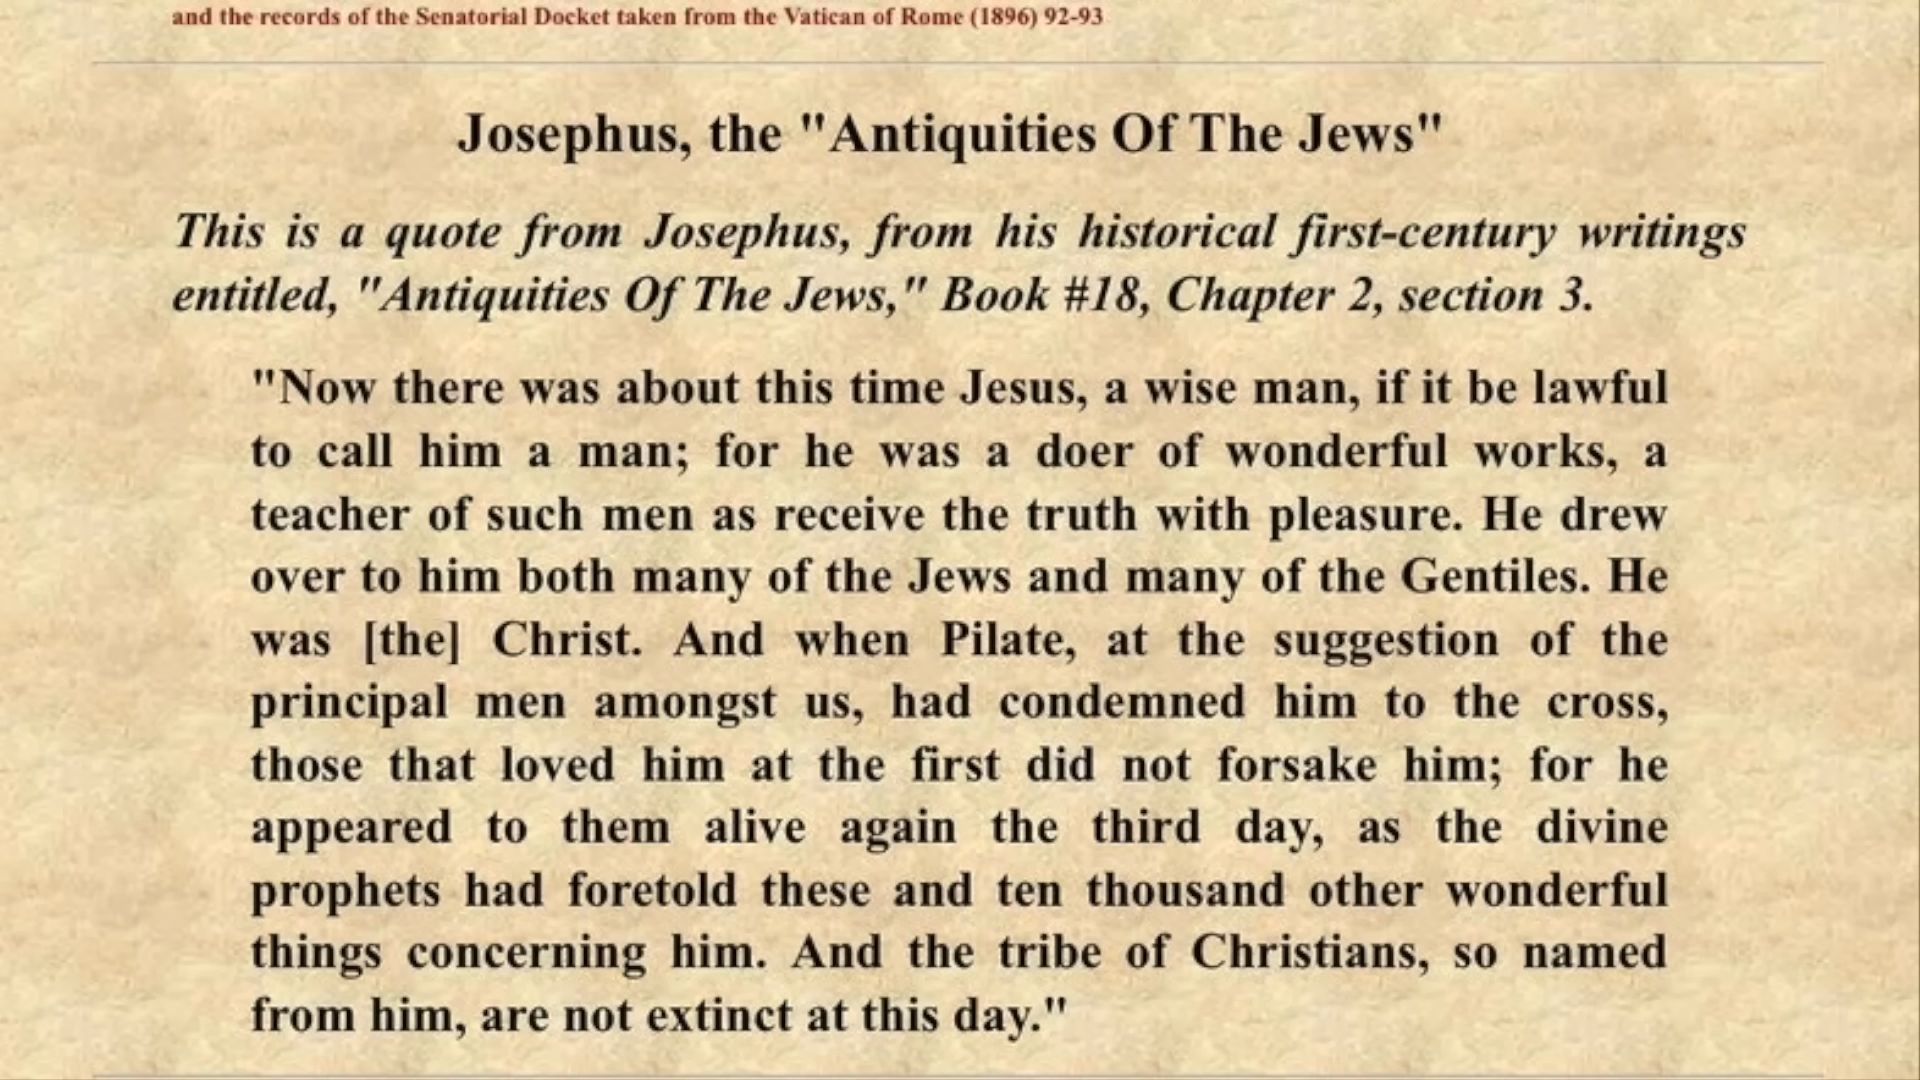 and the records of the Senatorial Docket taken from the Vatican of Rome (1896) 92-93
Josephus, the "Antiquities Of The Jews"
This is a quote from Josephus, from his historical first-century writings
entitled, "Antiquities Of The Jews," Book #18, Chapter 2, section 3.
"Now there was about this time Jesus, a wise man, if it be lawful
to call him a man; for he was a doer of wonderful works, a
teacher of such men as receive the truth with pleasure. He drew
over to him both many of the Jews and many of the Gentiles. He
was [the] Christ. And when Pilate, at the suggestion of the
principal men amongst us, had condemned him to the cross,
those that loved him at the first did not forsake him; for he
appeared to them alive again the third day, as the divine
prophets had foretold these and ten thousand other wonderful
things concerning him. And the tribe of Christians, so named
from him, are not extinct at this day."